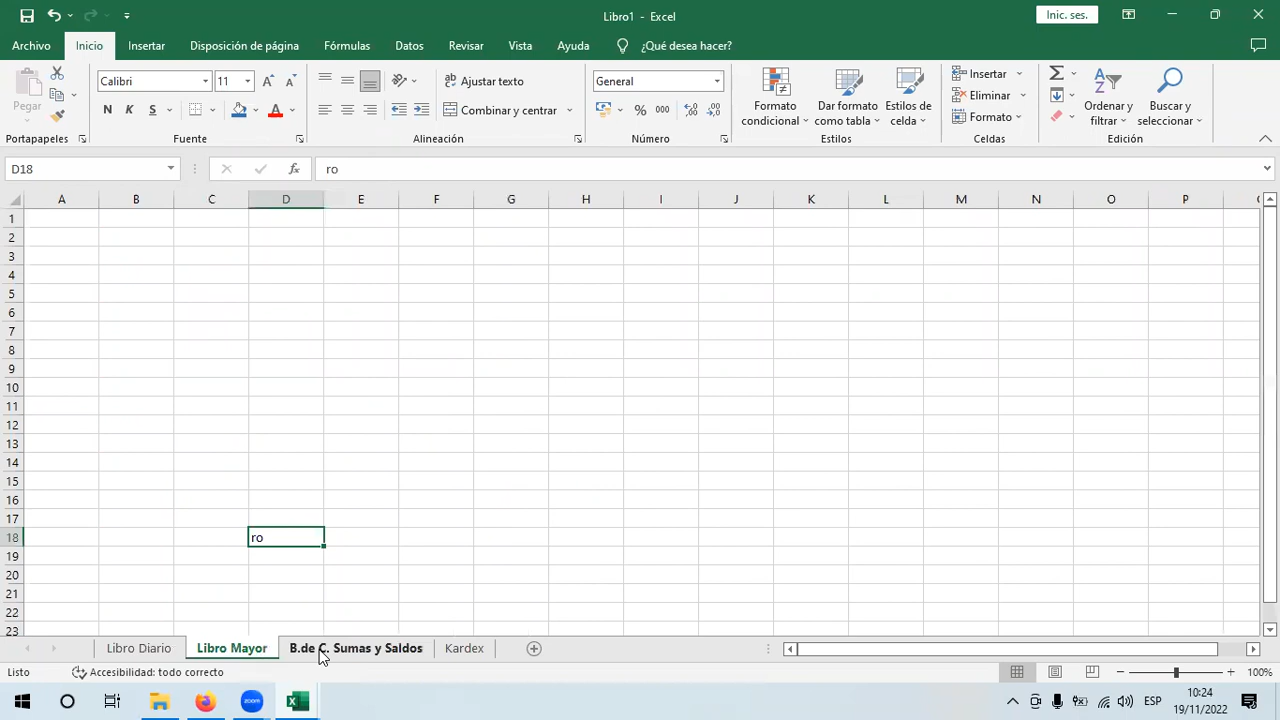 Libro1 - Excel
Inic. ses.
Archivo Inicio Insertar Disposición de página Fórmulas Datos Revisar Vista Ayuda ¿Qué desea hacer?
Pegar
Calibri 11
N K S
A A
Ajustar texto
Combinar y centrar
General
% 000
Formato condicional
Dar formato como tabla
Estilos de celda
Insertar
Eliminar
Formato
Ordenar y filtrar
Buscar y seleccionar
Portapapeles Fuente Alineación Número Estilos Celdas Edición
D18 fx ro
A B C D E F G H I J K L M N O P
1
2
3
4
5
6
7
8
9
10
11
12
13
14
15
16
17
18 ro
19
20
21
22
23
Libro Diario Libro Mayor B.de C. Sumas y Saldos Kardex
Listo Accesibilidad: todo correcto 100%
zoom ESP 10:24
19/11/2022